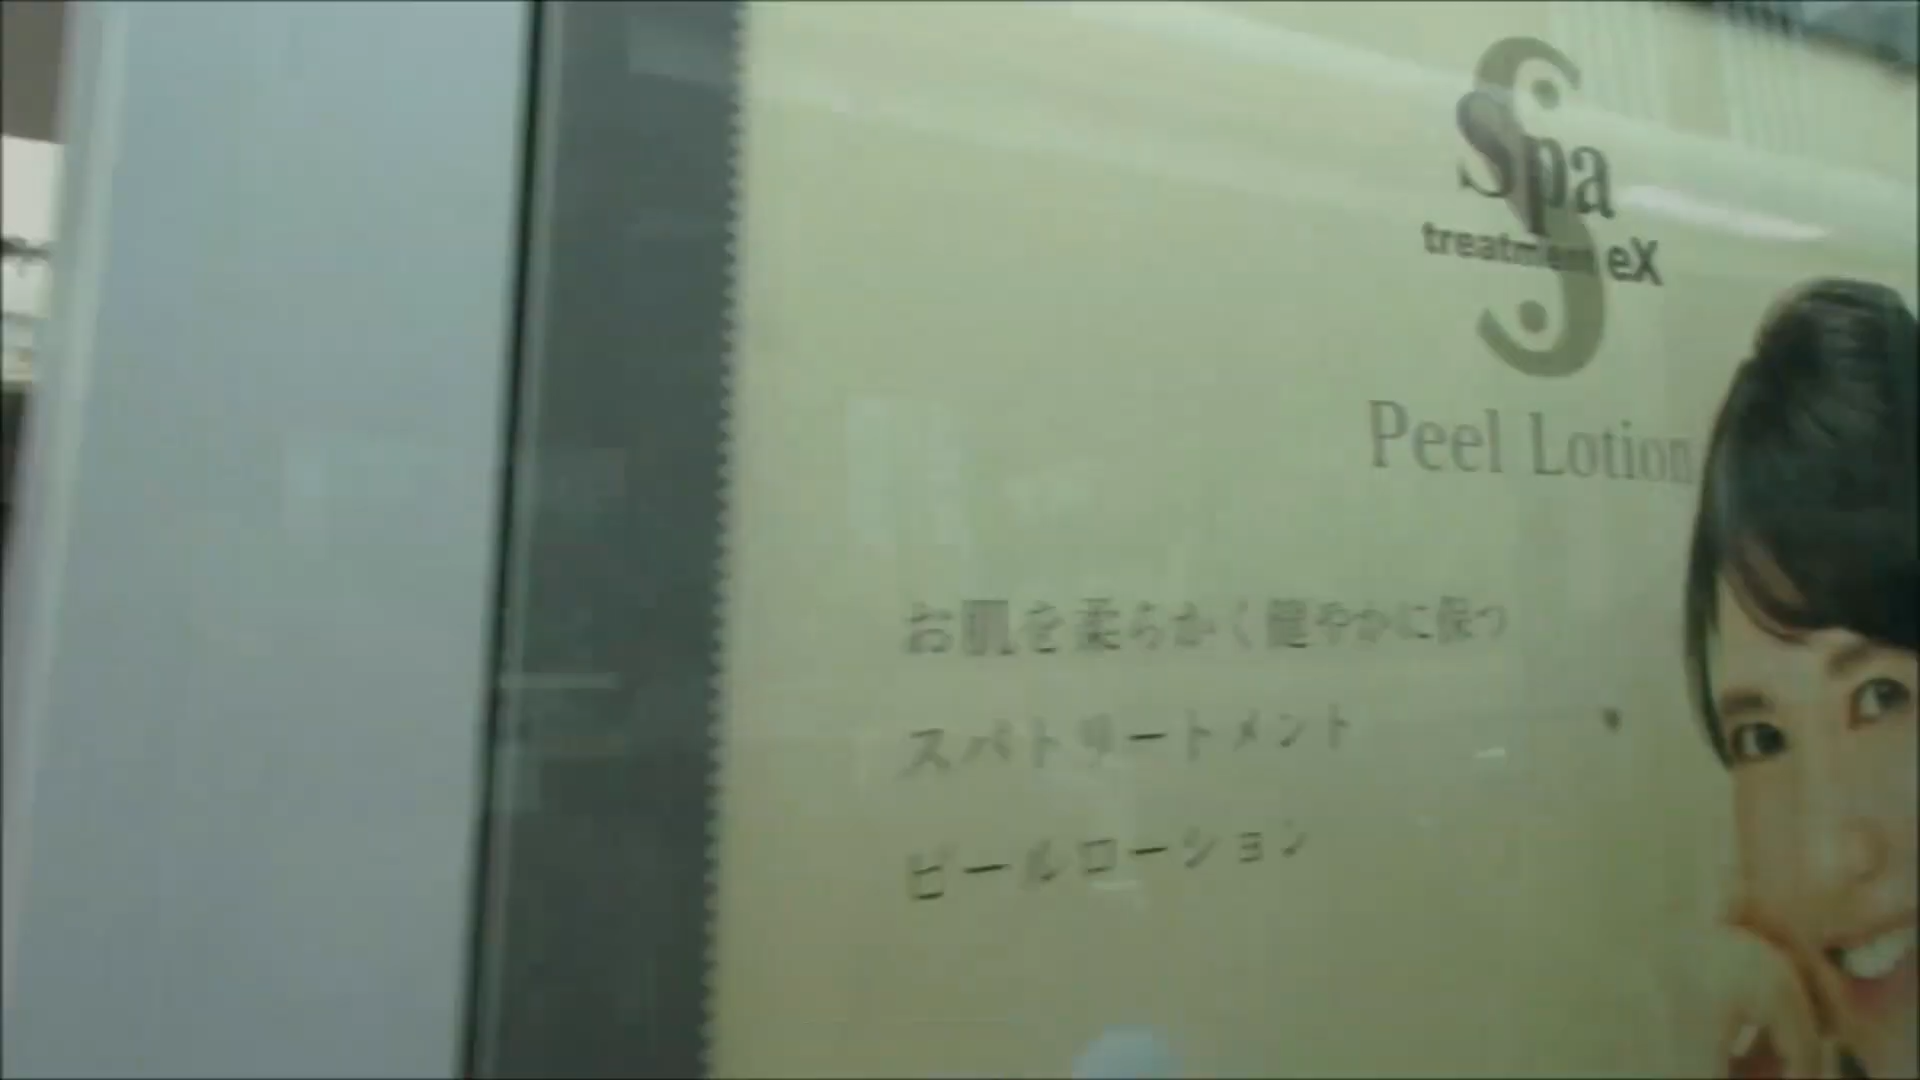 Spa
treatment eX
Peel Lotion
お肌を柔らかく健やかに保つ
スパトリートメント
ピールローション